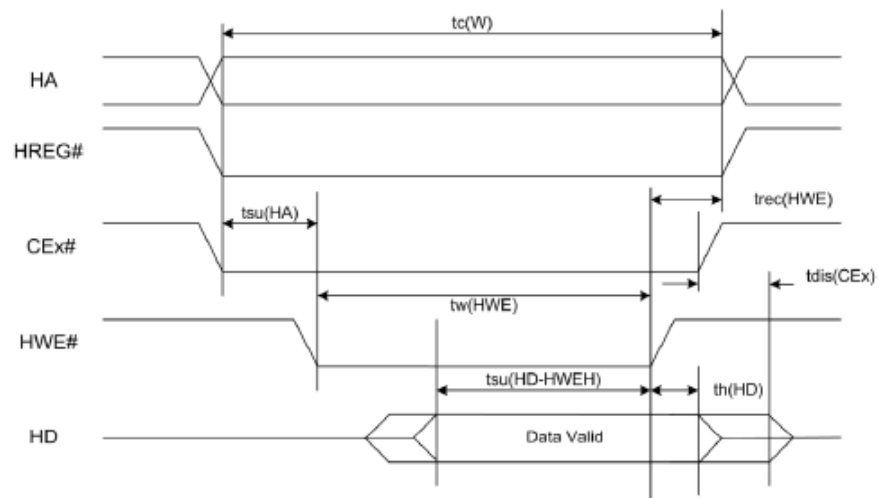 tc(W)
HA
HREG#
tsu(HA)
trec(HWE)
CEx#
tdis(CEx)
tw(HWE)
HWE#
tsu(HD-HWEH)
th(HD)
HD
Data Valid